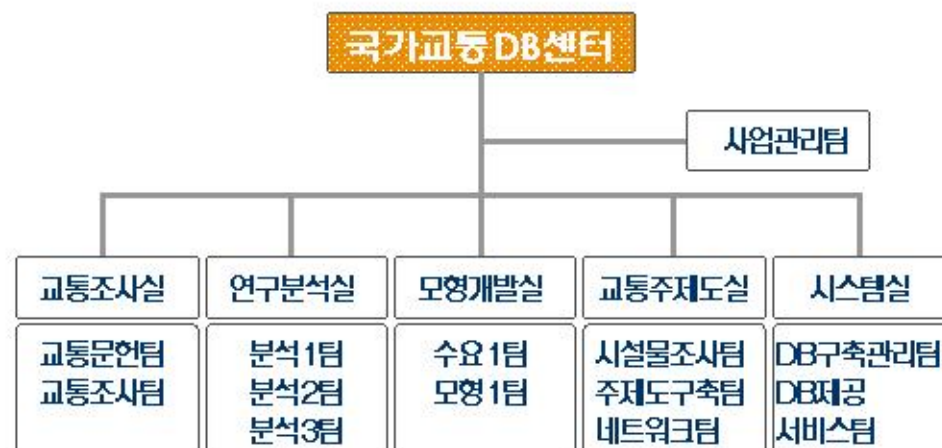 국가교통DB센터
사업관리팀
교통조사실
연구분석실
모형개발실
교통주제도실
시스템실
교통문헌팀
교통조사팀
분석1팀
분석2팀
분석3팀
수요1팀
모형1팀
시설물조사팀
주제도구축팀
네트워크팀
DB구축관리팀
DB제공
서비스팀